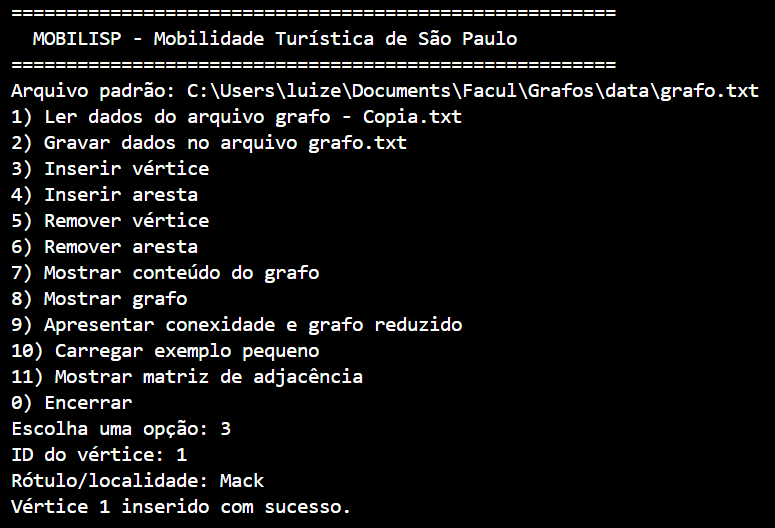 =======================================================
MOBILISP - Mobilidade Turística de São Paulo
=======================================================
Arquivo padrão: C:\Users\luize\Documents\Facul\Grafos\data\grafo.txt
1) Ler dados do arquivo grafo - Copia.txt
2) Gravar dados no arquivo grafo.txt
3) Inserir vértice
4) Inserir aresta
5) Remover vértice
6) Remover aresta
7) Mostrar conteúdo do grafo
8) Mostrar grafo
9) Apresentar conexidade e grafo reduzido
10) Carregar exemplo pequeno
11) Mostrar matriz de adjacência
0) Encerrar
Escolha uma opção: 3
ID do vértice: 1
Rótulo/localidade: Mack
Vértice 1 inserido com sucesso.